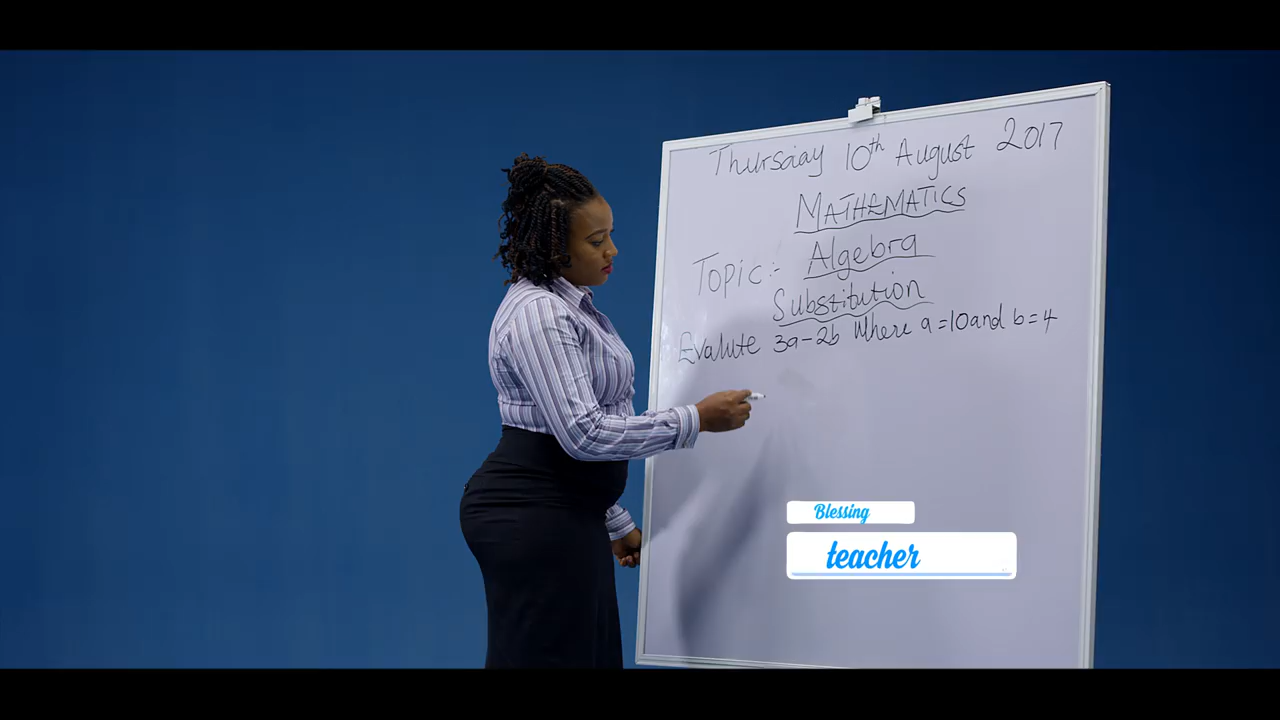 Thursday 10th August 2017
MATHEMATICS
Topic:- Algebra
Substitution
Evalute 3a-2b Where a=10 and b=4
Blessing
teacher